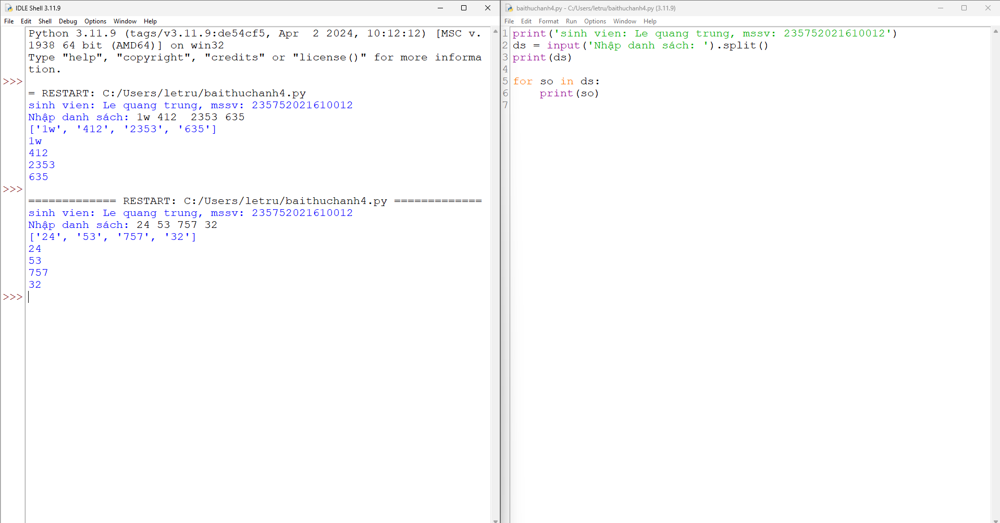 IDLE Shell 3.11.9
File Edit Shell Debug Options Window Help
Python 3.11.9 (tags/v3.11.9:de54cf5, Apr  2 2024, 10:12:12) [MSC v.
1938 64 bit (AMD64)] on win32
Type "help", "copyright", "credits" or "license()" for more informa
tion.
>>>
= RESTART: C:/Users/letru/baithuchanh4.py
sinh vien: Le quang trung, mssv: 235752021610012
Nhập danh sách: 1w 412  2353 635
['1w', '412', '2353', '635']
1w
412
2353
635
>>>
============= RESTART: C:/Users/letru/baithuchanh4.py =============
sinh vien: Le quang trung, mssv: 235752021610012
Nhập danh sách: 24 53 757 32
['24', '53', '757', '32']
24
53
757
32
>>>
baithuchanh4.py - C:/Users/letru/baithuchanh4.py (3.11.9)
File Edit Format Run Options Window Help
1 print('sinh vien: Le quang trung, mssv: 235752021610012')
2 ds = input('Nhập danh sách: ').split()
3 print(ds)
4
5 for so in ds:
6     print(so)
7